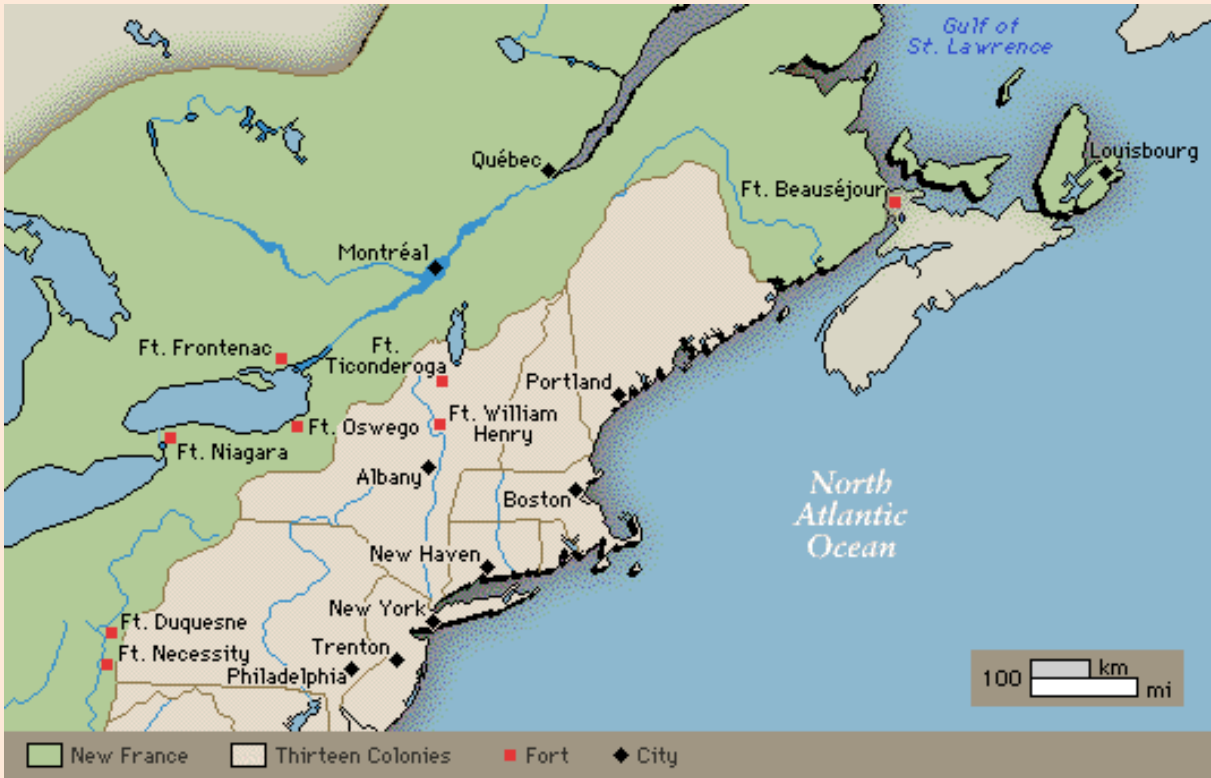 Gulf of
St. Lawrence
Québec
Louisbourg
Ft. Beauséjour
Montréal
Ft. Frontenac
Ft.
Ticonderoga
Portland
Ft. William
Henry
Ft. Oswego
Ft. Niagara
Albany
Boston
North
Atlantic
Ocean
New Haven
New York
Ft. Duquesne
Trenton
Ft. Necessity
Philadelphia
100 km
mi
New France
Thirteen Colonies
Fort
City